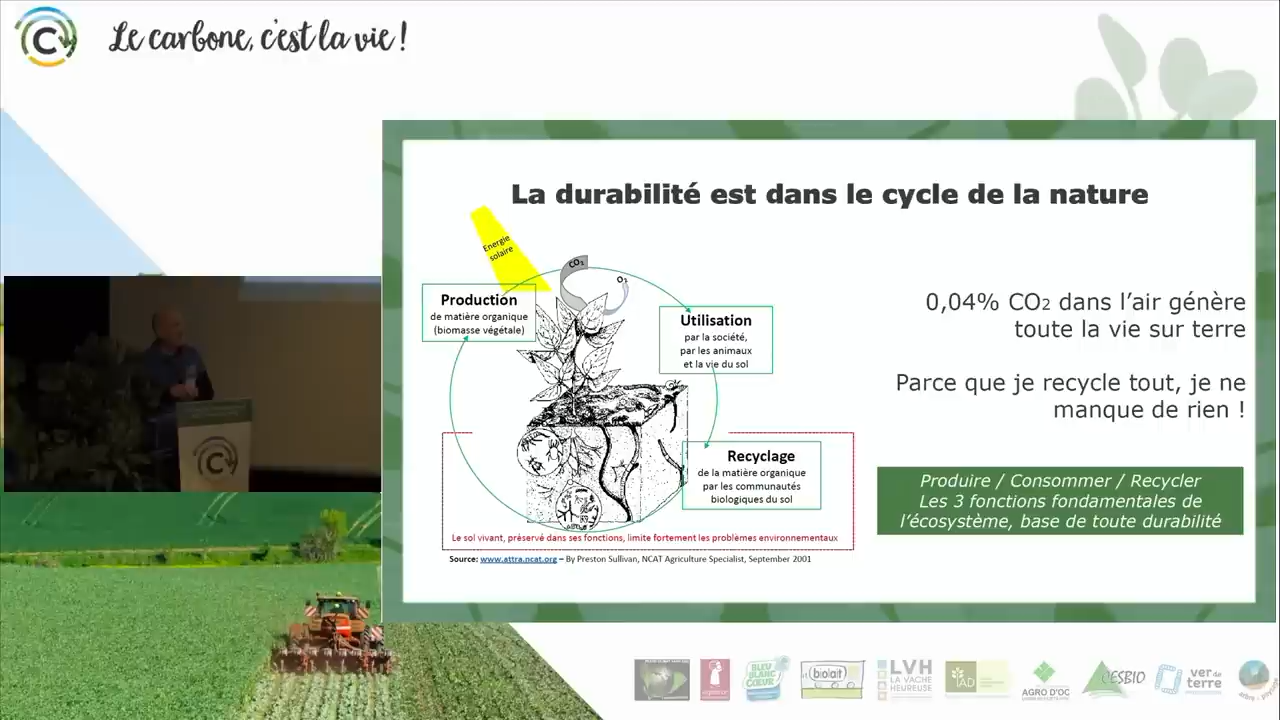 Le carbone, c'est la vie !
La durabilité est dans le cycle de la nature
Energie
solaire
CO₂
O₂
Production
de matière organique
(biomasse végétale)
Utilisation
par la société,
par les animaux
et la vie du sol
Recyclage
de la matière organique
par les communautés
biologiques du sol
Le sol vivant, préservé dans ses fonctions, limite fortement les problèmes environnementaux
Source: www.attra.ncat.org – By Preston Sullivan, NCAT Agriculture Specialist, September 2001
0,04% CO2 dans l'air génère
toute la vie sur terre
Parce que je recycle tout, je ne
manque de rien !
Produire / Consommer / Recycler
Les 3 fonctions fondamentales de
l'écosystème, base de toute durabilité
BLEU
BLANC
CŒUR
biolait
LVH
LA VACHE
HEUREUSE
IAD
AGRO D'OC
CESBIO
ver de
terre